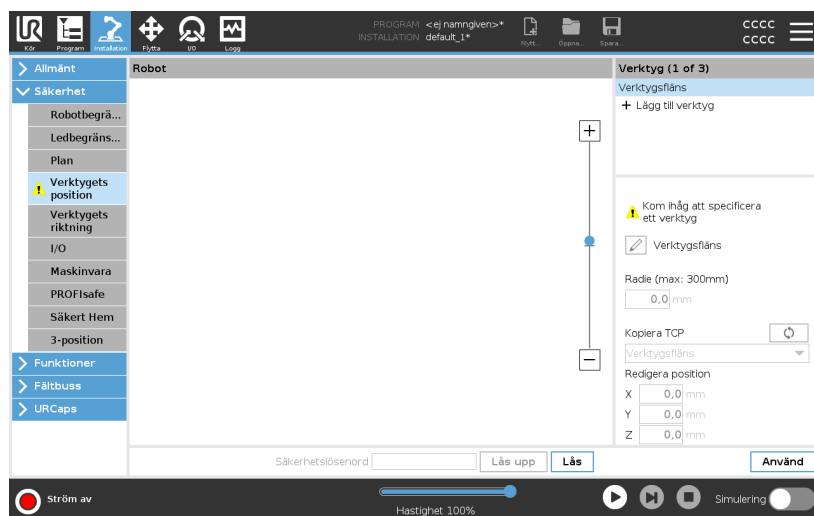 UR
PROGRAM <ej namngiven>*
INSTALLATION default_1*
cccc
cccc
Kör Program Installation Flytta I/O Logg Nytt... Öppna... Spara...
Allmänt
Säkerhet
Robotbegrä...
Ledbegräns...
Plan
Verktygets
position
Verktygets
riktning
I/O
Maskinvara
PROFIsafe
Säkert Hem
3-position
Funktioner
Fältbuss
URCaps
Robot
Verktyg (1 of 3)
Verktygsfläns
+ Lägg till verktyg
Kom ihåg att specificera
ett verktyg
Verktygsfläns
Radie (max: 300mm)
0,0 mm
Kopiera TCP
Verktygsfläns
Redigera position
X 0,0 mm
Y 0,0 mm
Z 0,0 mm
Säkerhetslösenord Lås upp Lås Använd
Ström av
Hastighet 100%
Simulering